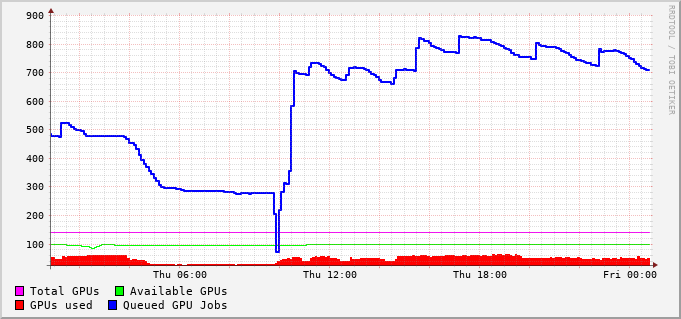 900
800
700
600
500
400
300
200
100
Thu 06:00 Thu 12:00 Thu 18:00 Fri 00:00
Total GPUs Available GPUs
GPUs used Queued GPU Jobs
RRDTOOL / TOBI OETIKER